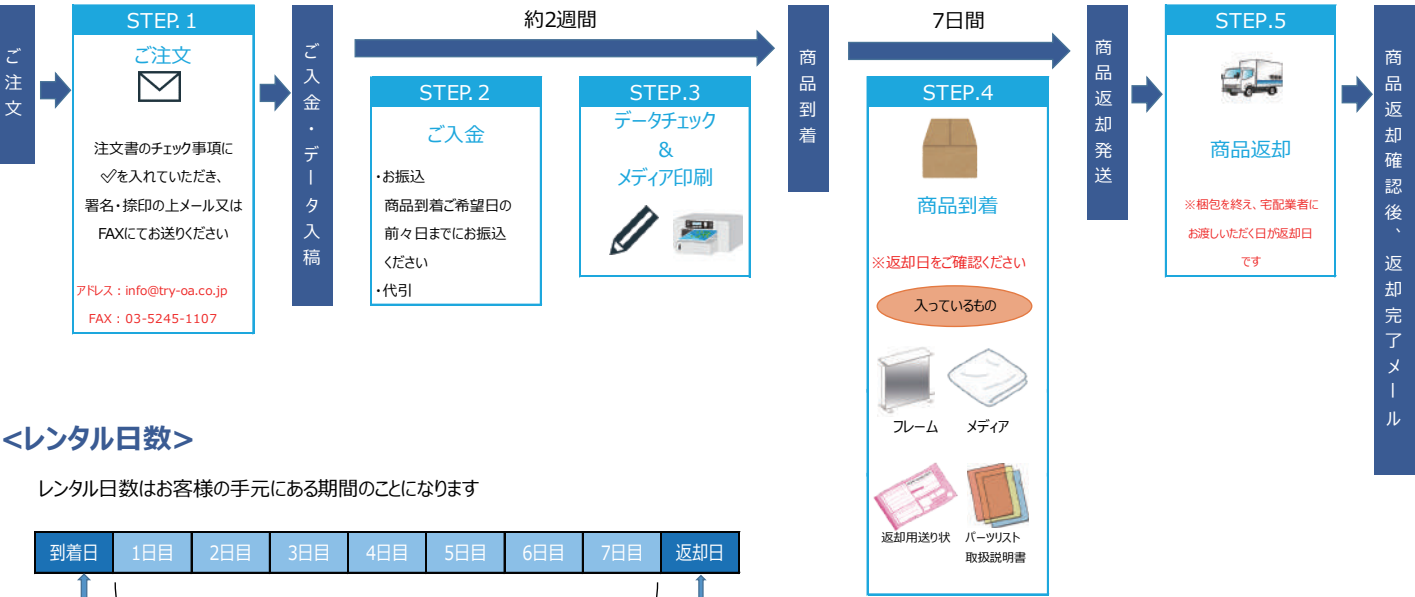 ご注文
STEP. 1
ご注文
注文書のチェック事項に
✓を入れていただき、
署名・捺印の上メール又は
FAXにてお送りください
アドレス：info@try-oa.co.jp
FAX：03-5245-1107
ご入金・データ入稿
約2週間
STEP. 2
ご入金
・お振込
商品到着ご希望日の
前々日までにお振込
ください
・代引
STEP.3
データチェック
&
メディア印刷
商品到着
7日間
STEP.4
商品到着
※返却日をご確認ください
入っているもの
フレーム
メディア
返却用送り状
パーツリスト
取扱説明書
商品返却発送
STEP.5
商品返却
※梱包を終え、宅配業者に
お渡しいただく日が返却日
です
商品返却確認後、返却完了メール
<レンタル日数>
レンタル日数はお客様の手元にある期間のことになります
到着日 1日目 2日目 3日目 4日目 5日目 6日目 7日目 返却日